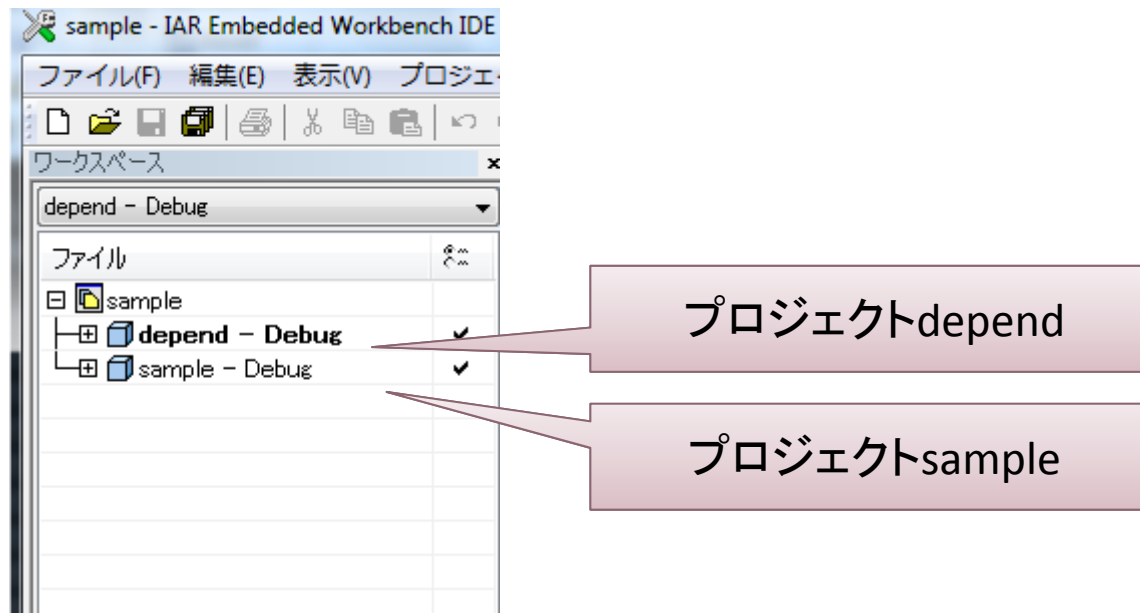 sample - IAR Embedded Workbench IDE
ファイル(F) 編集(E) 表示(V) プロジェ
ワークスペース
depend - Debug
ファイル
sample
depend - Debug
sample - Debug
プロジェクトdepend
プロジェクトsample